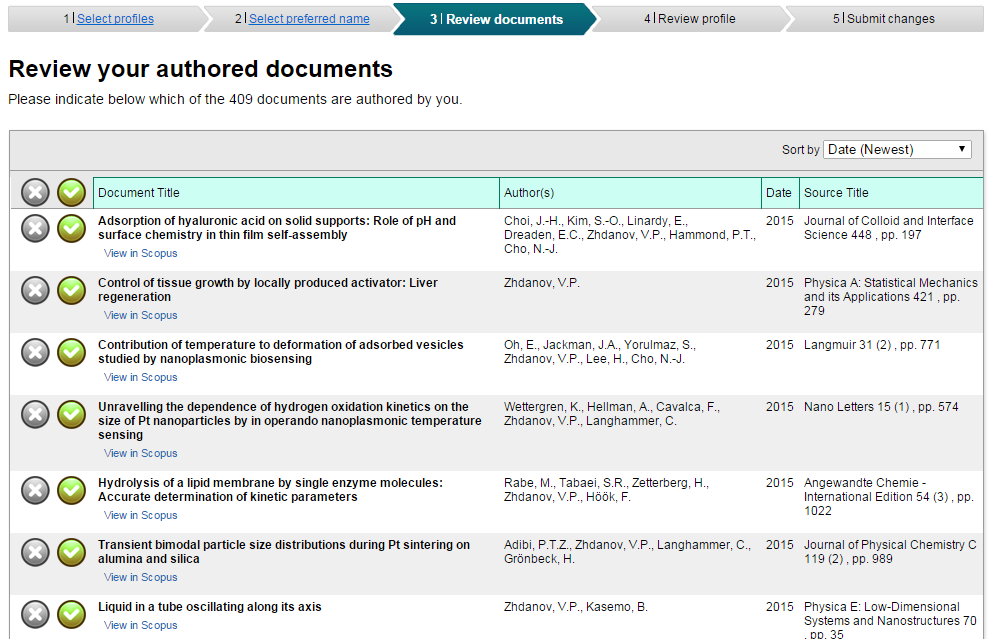 1 | Select profiles 2 | Select preferred name 3 | Review documents 4 | Review profile 5 | Submit changes
Review your authored documents
Please indicate below which of the 409 documents are authored by you.
Sort by Date (Newest)
Document Title Author(s) Date Source Title
Adsorption of hyaluronic acid on solid supports: Role of pH and Choi, J.-H., Kim, S.-O., Linardy, E., 2015 Journal of Colloid and Interface
surface chemistry in thin film self-assembly Dreaden, E.C., Zhdanov, V.P., Hammond, P.T., Science 448 , pp. 197
View in Scopus Cho, N.-J.
Control of tissue growth by locally produced activator: Liver Zhdanov, V.P. 2015 Physica A: Statistical Mechanics
regeneration and its Applications 421 , pp.
View in Scopus 279
Contribution of temperature to deformation of adsorbed vesicles Oh, E., Jackman, J.A., Yorulmaz, S., 2015 Langmuir 31 (2) , pp. 771
studied by nanoplasmonic biosensing Zhdanov, V.P., Lee, H., Cho, N.-J.
View in Scopus
Unravelling the dependence of hydrogen oxidation kinetics on the Wettergren, K., Hellman, A., Cavalca, F., 2015 Nano Letters 15 (1) , pp. 574
size of Pt nanoparticles by in operando nanoplasmonic temperature Zhdanov, V.P., Langhammer, C.
sensing
View in Scopus
Hydrolysis of a lipid membrane by single enzyme molecules: Rabe, M., Tabaei, S.R., Zetterberg, H., 2015 Angewandte Chemie -
Accurate determination of kinetic parameters Zhdanov, V.P., Höök, F. International Edition 54 (3) , pp.
View in Scopus 1022
Transient bimodal particle size distributions during Pt sintering on Adibi, P.T.Z., Zhdanov, V.P., Langhammer, C., 2015 Journal of Physical Chemistry C
alumina and silica Grönbeck, H. 119 (2) , pp. 989
View in Scopus
Liquid in a tube oscillating along its axis Zhdanov, V.P., Kasemo, B. 2015 Physica E: Low-Dimensional
Systems and Nanostructures 70
View in Scopus , pp. 35